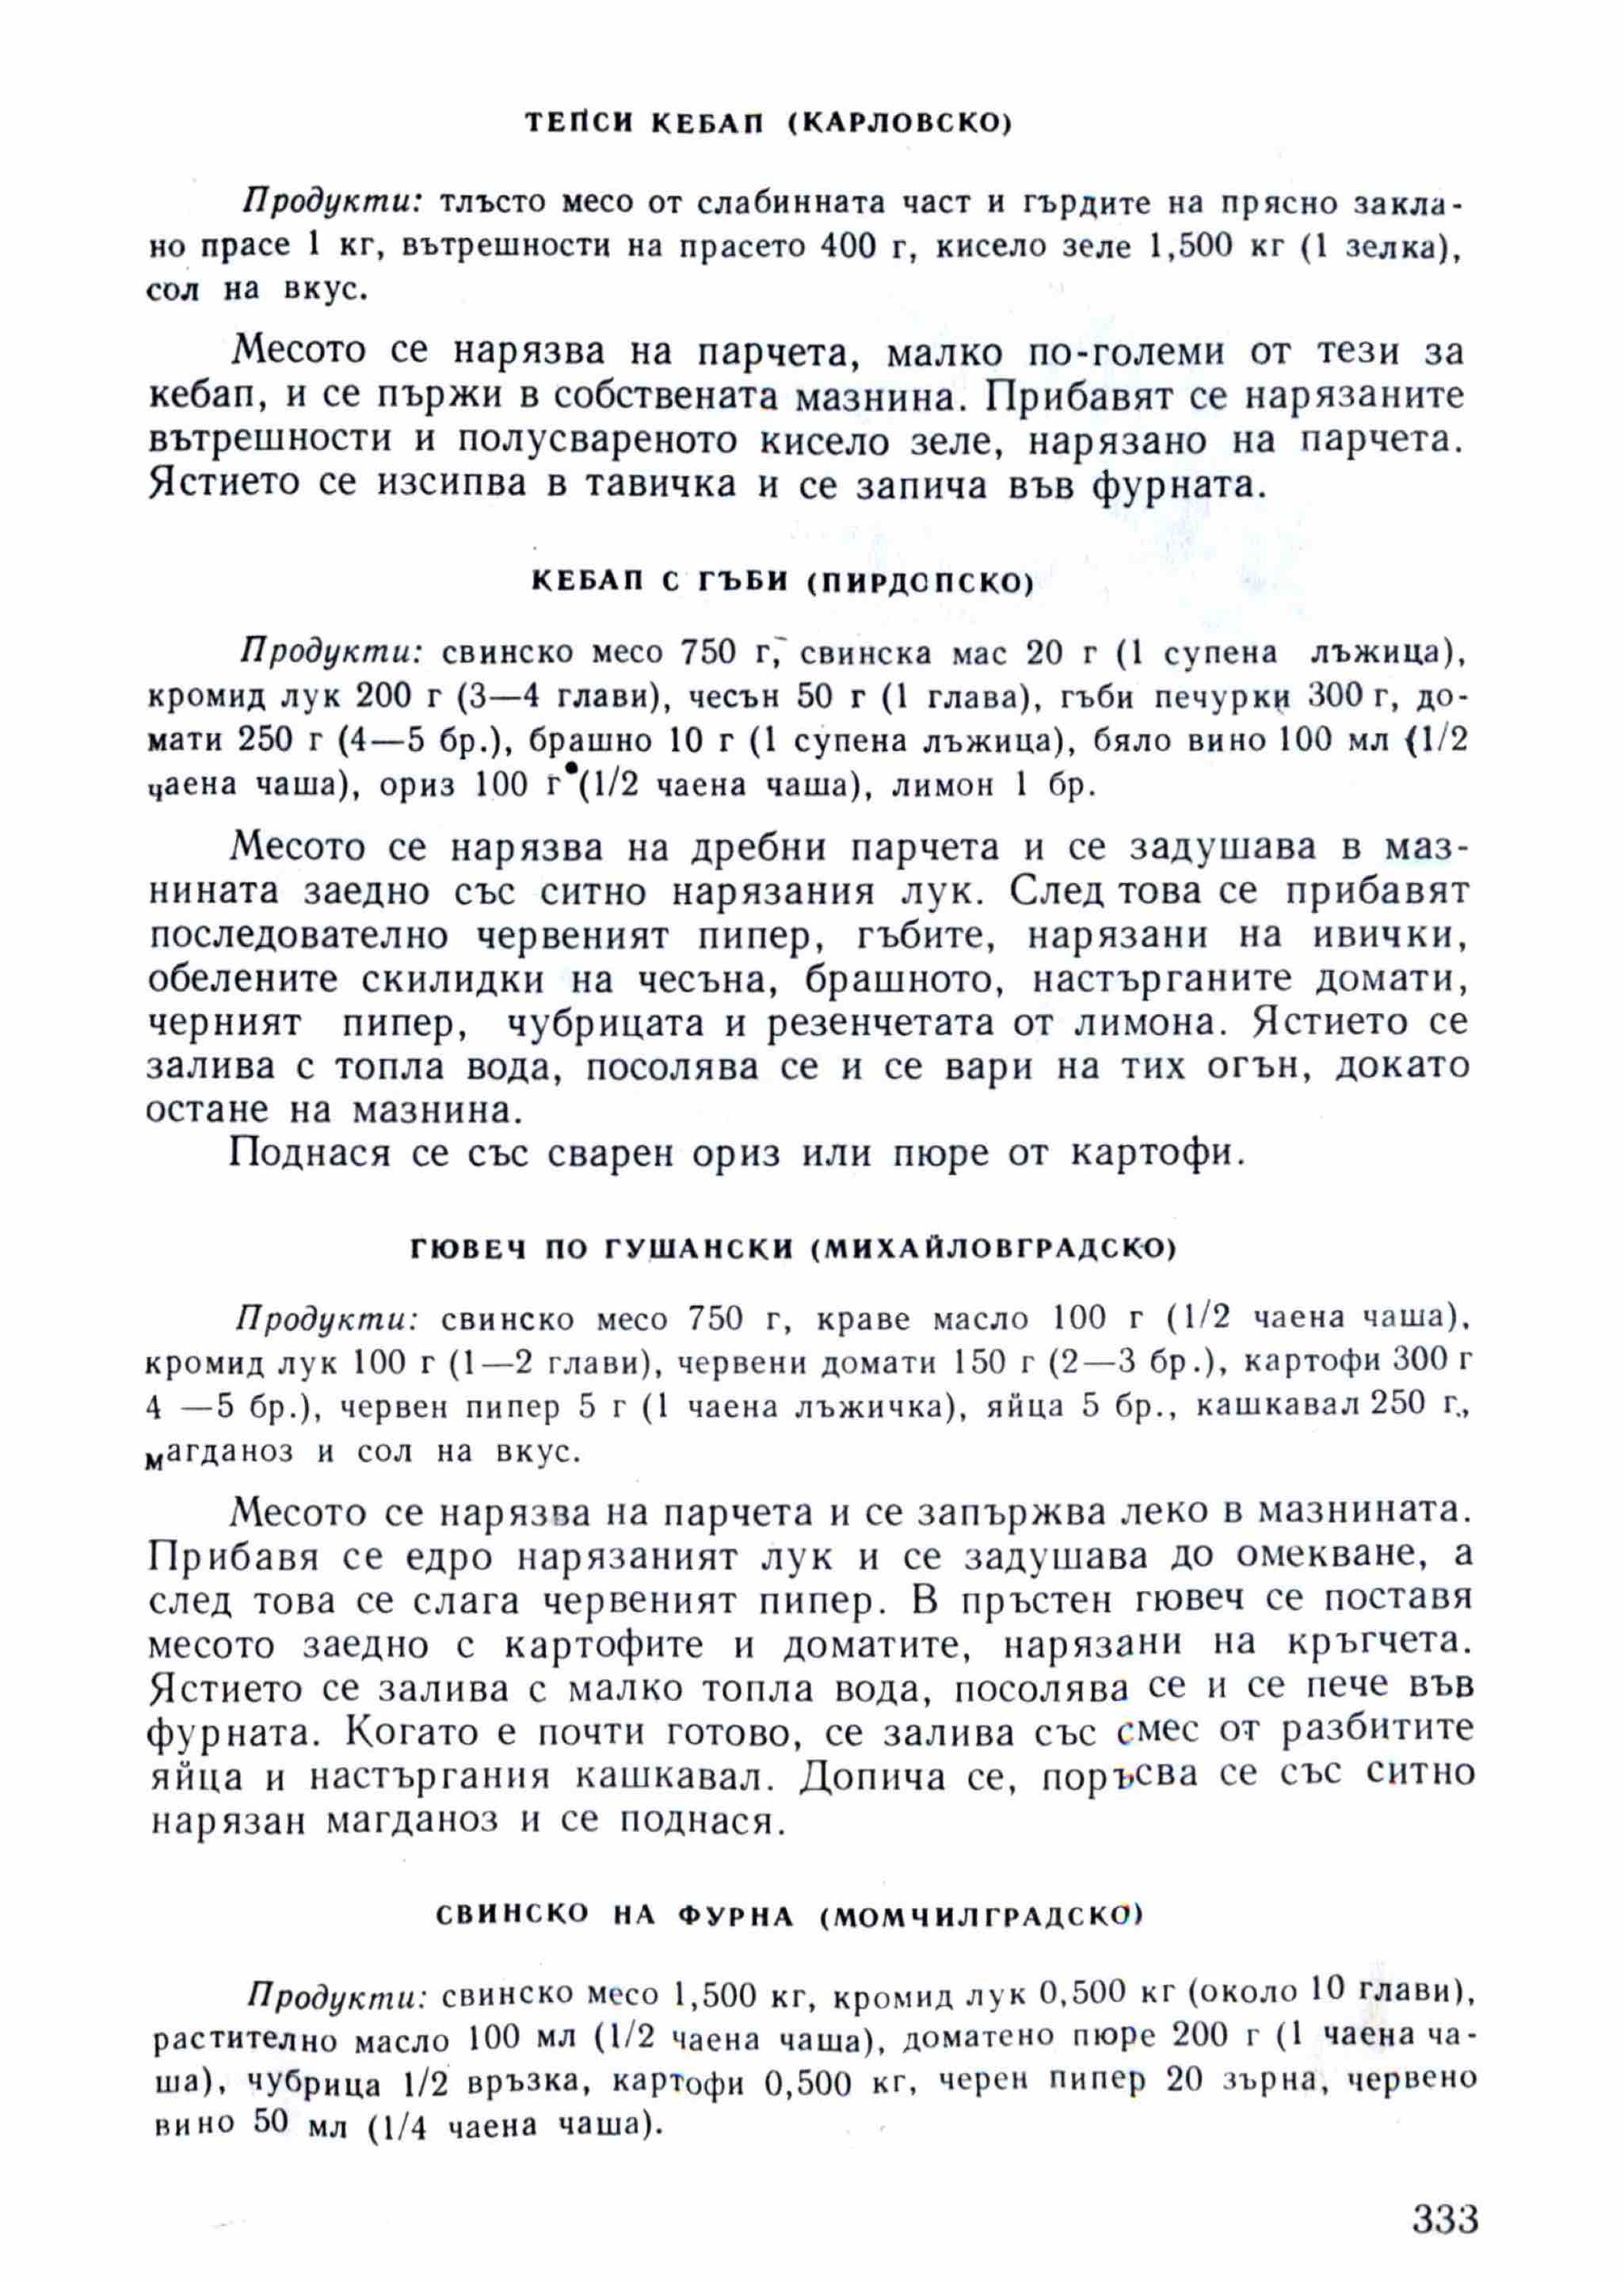 ТЕПСИ КЕБАП (КАРЛОВСКО)
Продукти: тлъсто месо от слабинната част и гърдите на прясно закла-
но прасе 1 кг, вътрешности на прасето 400 г, кисело зеле 1,500 кг (1 зелка),
сол на вкус.
Месото се нарязва на парчета, малко по-големи от тези за
кебап, и се пържи в собствената мазнина. Прибавят се нарязаните
вътрешности и полусвареното кисело зеле, нарязано на парчета.
Ястието се изсипва в тавичка и се запича във фурната.
КЕБАП С ГЪБИ (ПИРДОПСКО)
Продукти: свинско месо 750 г, свинска мас 20 г (1 супена лъжица),
кромид лук 200 г (3—4 глави), чесън 50 г (1 глава), гъби печурки 300 г, до-
мати 250 г (4—5 бр.), брашно 10 г (1 супена лъжица), бяло вино 100 мл (1/2
чаена чаша), ориз 100 г (1/2 чаена чаша), лимон 1 бр.
Месото се нарязва на дребни парчета и се задушава в маз-
нината заедно със ситно нарязания лук. След това се прибавят
последователно червеният пипер, гъбите, нарязани на ивички,
обелените скилидки на чесъна, брашното, настърганите домати,
черният пипер, чубрицата и резенчетата от лимона. Ястието се
залива с топла вода, посолява се и се вари на тих огън, докато
остане на мазнина.
Поднася се със сварен ориз или пюре от картофи.
ГЮВЕЧ ПО ГУШАНСКИ (МИХАЙЛОВГРАДСКО)
Продукти: свинско месо 750 г, краве масло 100 г (1/2 чаена чаша),
кромид лук 100 г (1—2 глави), червени домати 150 г (2—3 бр.), картофи 300 г
4 —5 бр.), червен пипер 5 г (1 чаена лъжичка), яйца 5 бр., кашкавал 250 г.,
магданоз и сол на вкус.
Месото се нарязва на парчета и се запържва леко в мазнината.
Прибавя се едро нарязаният лук и се задушава до омекване, а
след това се слага червеният пипер. В пръстен гювеч се поставя
месото заедно с картофите и доматите, нарязани на кръгчета.
Ястието се залива с малко топла вода, посолява се и се пече във
фурната. Когато е почти готово, се залива със смес от разбитите
яйца и настъргания кашкавал. Допича се, поръсва се със ситно
нарязан магданоз и се поднася.
СВИНСКО НА ФУРНА (МОМЧИЛГРАДСКО)
Продукти: свинско месо 1,500 кг, кромид лук 0,500 кг (около 10 глави),
растително масло 100 мл (1/2 чаена чаша), доматено пюре 200 г (1 чаена ча-
ша), чубрица 1/2 връзка, картофи 0,500 кг, черен пипер 20 зърна, червено
вино 50 мл (1/4 чаена чаша).
333